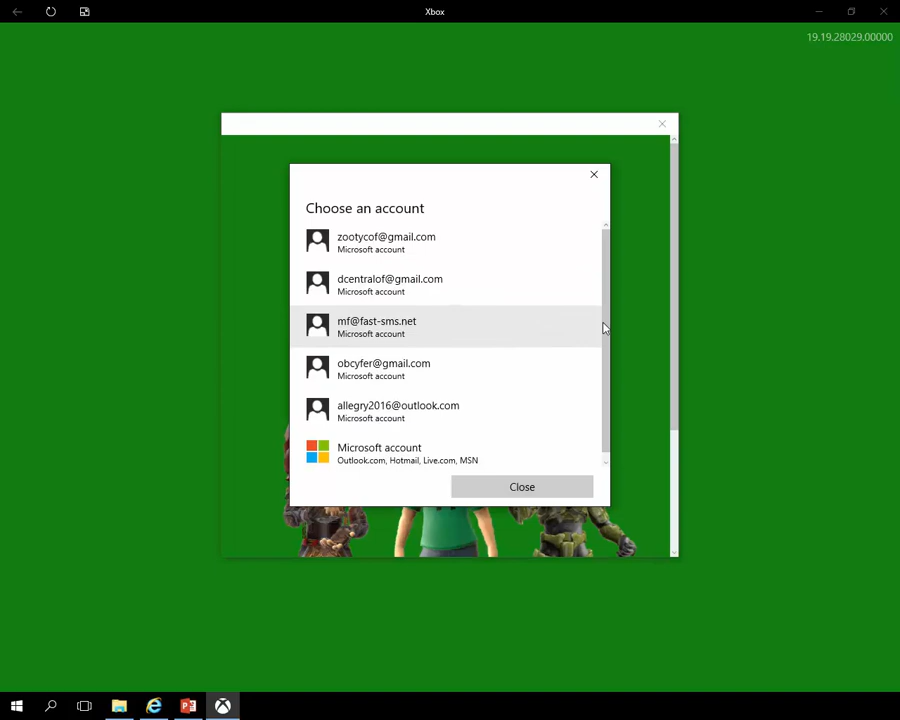 Xbox
19.19.28029.00000
Choose an account
zootycof@gmail.com
Microsoft account
dcentralof@gmail.com
Microsoft account
mf@fast-sms.net
Microsoft account
obcyfer@gmail.com
Microsoft account
allegry2016@outlook.com
Microsoft account
Microsoft account
Outlook.com, Hotmail, Live.com, MSN
Close